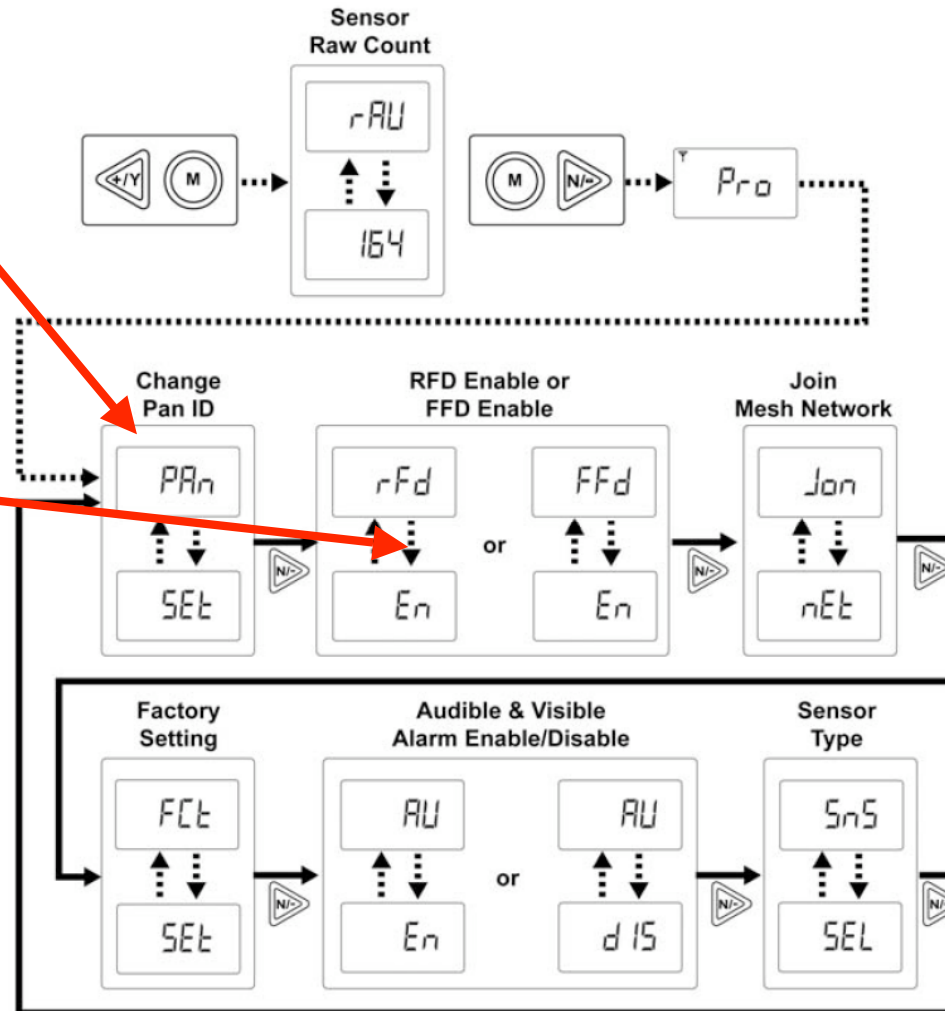 Sensor
Raw Count
rAU
+/Y M
M N/-
Pro
164
Change
Pan ID
RFD Enable or
FFD Enable
Join
Mesh Network
PAn
rFd
FFd
Jon
or
N/-
N/-
N/-
SEt
En
En
nEt
Factory
Setting
Audible & Visible
Alarm Enable/Disable
Sensor
Type
FCt
AU
AU
SnS
or
N/-
N/-
N/-
SEt
En
dIS
SEL